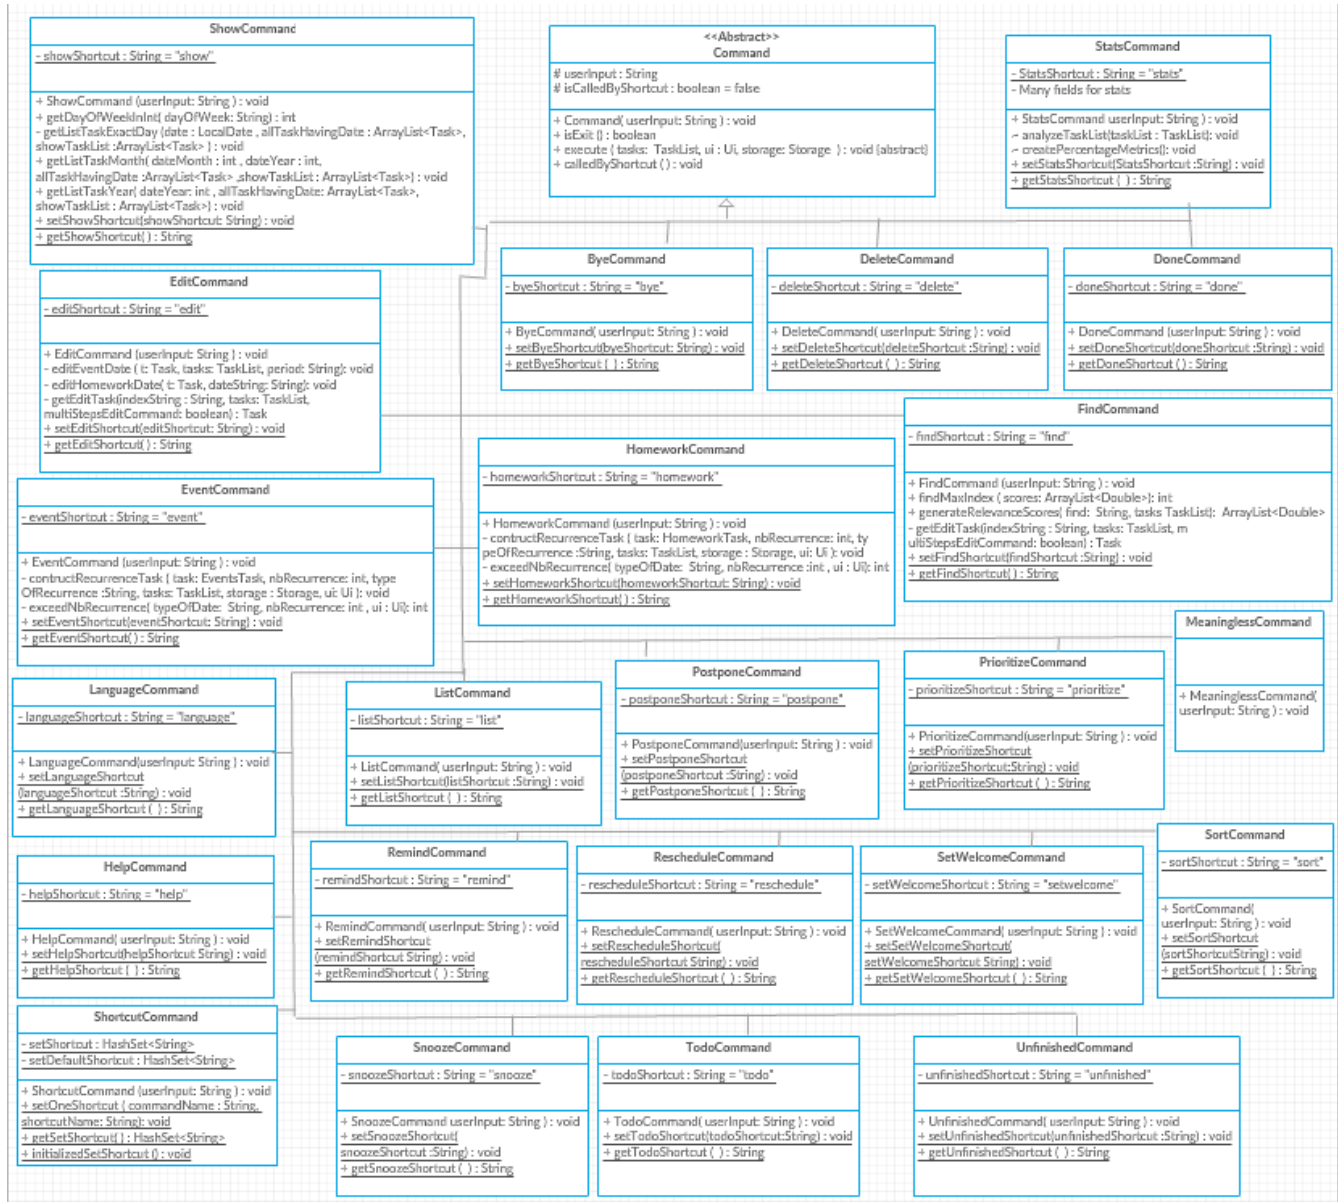 ShowCommand
- showShortcut : String = "show"
+ ShowCommand (userInput: String ) : void
+ getDayOfWeekInInt( dayOfWeek: String) : int
- getListTaskExactDay (date : LocalDate , allTaskHavingDate : ArrayList<Task>,
showTaskList :ArrayList<Task> ) : void
+ getListTaskMonth( dateMonth : int , dateYear : int,
allTaskHavingDate :ArrayList<Task> ,showTaskList : ArrayList<Task>) : void
+ getListTaskYear( dateYear: int , allTaskHavingDate: ArrayList<Task>,
showTaskList : ArrayList<Task>) : void
+ setShowShortcut(showShortcut: String) : void
+ getShowShortcut( ) : String
<<Abstract>>
Command
# userInput : String
# isCalledByShortcut : boolean = false
+ Command( userInput: String ) : void
+ isExit () : boolean
+ execute ( tasks: TaskList, ui : Ui, storage: Storage ) : void {abstract}
+ calledByShortcut ( ) : void
StatsCommand
- StatsShortcut : String = "stats"
- Many fields for stats
+ StatsCommand userInput: String ) : void
- analyzeTaskList(taskList : TaskList): void
- createPercentageMetrics(): void
+ setStatsShortcut(StatsShortcut :String) : void
+ getStatsShortcut ( ) : String
EditCommand
- editShortcut : String = "edit"
+ EditCommand (userInput: String ) : void
- editEventDate ( t: Task, tasks: TaskList, period: String): void
- editHomeworkDate( t: Task, dateString: String): void
- getEditTask(indexString : String, tasks: TaskList,
multiStepsEditCommand: boolean) : Task
+ setEditShortcut(editShortcut: String) : void
+ getEditShortcut( ) : String
ByeCommand
- byeShortcut : String = "bye"
+ ByeCommand( userInput: String ) : void
+ setByeShortcut(byeShortcut: String) : void
+ getByeShortcut ( ) : String
DeleteCommand
- deleteShortcut : String = "delete"
+ DeleteCommand( userInput: String ) : void
+ setDeleteShortcut(deleteShortcut :String) : void
+ getDeleteShortcut ( ) : String
DoneCommand
- doneShortcut : String = "done"
+ DoneCommand (userInput: String ) : void
+ setDoneShortcut(doneShortcut :String) : void
+ getDoneShortcut ( ) : String
FindCommand
- findShortcut : String = "find"
+ FindCommand (userInput: String ) : void
+ findMaxIndex ( scores: ArrayList<Double>): int
+ generateRelevanceScores( find: String, tasks TaskList): ArrayList<Double>
- getEditTask(indexString : String, tasks: TaskList, m
ultiStepsEditCommand: boolean) : Task
+ setFindShortcut(findShortcut :String) : void
+ getFindShortcut( ) : String
HomeworkCommand
- homeworkShortcut : String = "homework"
+ HomeworkCommand (userInput: String ) : void
- contructRecurrenceTask ( task: HomeworkTask, nbRecurrence: int, ty
peOfRecurrence :String, tasks: TaskList, storage : Storage, ui: Ui ): void
- exceedNbRecurrence( typeOfDate: String, nbRecurrence :int , ui : Ui): int
+ setHomeworkShortcut(homeworkShortcut: String) : void
+ getHomeworkShortcut( ) : String
EventCommand
- eventShortcut : String = "event"
+ EventCommand (userInput: String ) : void
- contructRecurrenceTask ( task: EventsTask, nbRecurrence: int, type
OfRecurrence :String, tasks: TaskList, storage : Storage, ui: Ui ): void
- exceedNbRecurrence( typeOfDate: String, nbRecurrence: int , ui : Ui): int
+ setEventShortcut(eventShortcut: String) : void
+ getEventShortcut( ) : String
MeaninglessCommand
+ MeaninglessCommand(
userInput: String ) : void
LanguageCommand
- languageShortcut : String = "language"
+ LanguageCommand(userInput: String ) : void
+ setLanguageShortcut
(languageShortcut :String) : void
+ getLanguageShortcut ( ) : String
ListCommand
- listShortcut : String = "list"
+ ListCommand( userInput: String ) : void
+ setListShortcut(listShortcut :String) : void
+ getListShortcut ( ) : String
PostponeCommand
- postponeShortcut : String = "postpone"
+ PostponeCommand(userInput: String ) : void
+ setPostponeShortcut
(postponeShortcut :String) : void
+ getPostponeShortcut ( ) : String
PrioritizeCommand
- prioritizeShortcut : String = "prioritize"
+ PrioritizeCommand(userInput: String ) : void
+ setPrioritizeShortcut
(prioritizeShortcut:String) : void
+ getPrioritizeShortcut ( ) : String
HelpCommand
- helpShortcut : String = "help"
+ HelpCommand( userInput: String ) : void
+ setHelpShortcut(helpShortcut String) : void
+ getHelpShortcut ( ) : String
RemindCommand
- remindShortcut : String = "remind"
+ RemindCommand( userInput: String ) : void
+ setRemindShortcut
(remindShortcut String) : void
+ getRemindShortcut ( ) : String
RescheduleCommand
- rescheduleShortcut : String = "reschedule"
+ RescheduleCommand( userInput: String ) : void
+ setRescheduleShortcut(
rescheduleShortcut String) : void
+ getRescheduleShortcut ( ) : String
SetWelcomeCommand
- setWelcomeShortcut : String = "setwelcome"
+ SetWelcomeCommand( userInput: String ) : void
+ setSetWelcomeShortcut(
setWelcomeShortcut String) : void
+ getSetWelcomeShortcut ( ) : String
SortCommand
- sortShortcut : String = "sort"
+ SortCommand(
userInput: String ) : void
+ setSortShortcut
(sortShortcutString) : void
+ getSortShortcut ( ) : String
ShortcutCommand
- setShortcut : HashSet<String>
- setDefaultShortcut : HashSet<String>
+ ShortcutCommand (userInput: String ) : void
+ setOneShortcut ( commandName : String,
shortcutName: String): void
+ getSetShortcut( ) : HashSet<String>
+ initializedSetShortcut () : void
SnoozeCommand
- snoozeShortcut : String = "snooze"
+ SnoozeCommand userInput: String ) : void
+ setSnoozeShortcut(
snoozeShortcut :String) : void
+ getSnoozeShortcut ( ) : String
TodoCommand
- todoShortcut : String = "todo"
+ TodoCommand( userInput: String ) : void
+ setTodoShortcut(todoShortcut:String) : void
+ getTodoShortcut ( ) : String
UnfinishedCommand
- unfinishedShortcut : String = "unfinished"
+ UnfinishedCommand( userInput: String ) : void
+ setUnfinishedShortcut(unfinishedShortcut :String) : void
+ getUnfinishedShortcut ( ) : String